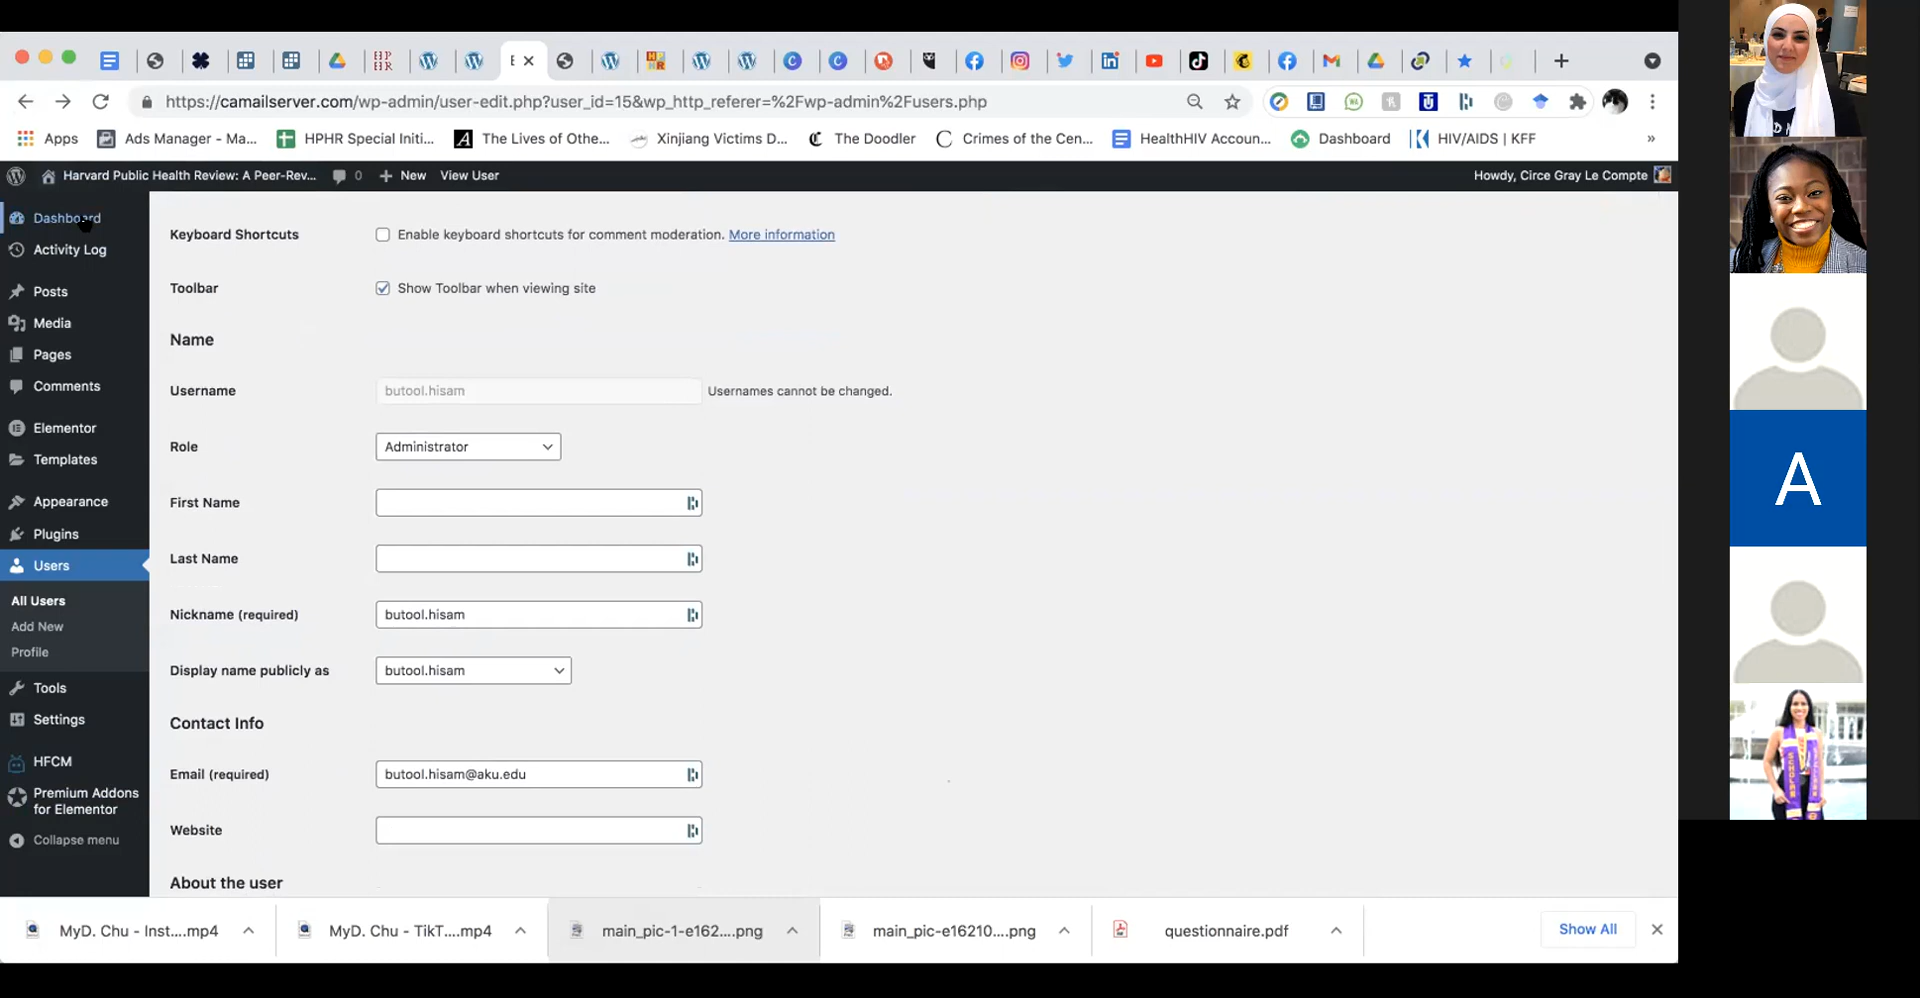 E
https://camailserver.com/wp-admin/user-edit.php?user_id=15&wp_http_referer=%2Fwp-admin%2Fusers.php
Apps Ads Manager - Ma... HPHR Special Initi... The Lives of Othe... Xinjiang Victims D... The Doodler Crimes of the Cen... HealthHIV Accoun... Dashboard HIV/AIDS | KFF »
Harvard Public Health Review: A Peer-Rev... 0 New View User Howdy, Circe Gray Le Compte
Dashboard
Activity Log
Posts
Media
Pages
Comments
Elementor
Templates
Appearance
Plugins
Users
All Users
Add New
Profile
Tools
Settings
HFCM
Premium Addons
for Elementor
Collapse menu
Keyboard Shortcuts Enable keyboard shortcuts for comment moderation. More information
Toolbar Show Toolbar when viewing site
Name
Username butool.hisam Usernames cannot be changed.
Role Administrator
First Name
Last Name
Nickname (required) butool.hisam
Display name publicly as butool.hisam
Contact Info
Email (required) butool.hisam@aku.edu
Website
About the user
MyD. Chu - Inst....mp4 MyD. Chu - TikT....mp4 main_pic-1-e162....png main_pic-e16210....png questionnaire.pdf Show All
A